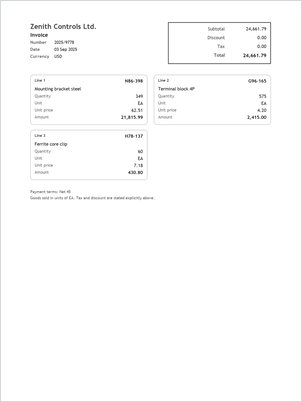 Zenith Controls Ltd.
Invoice
Number 2025/9778
Date 03 Sep 2025
Currency USD
Subtotal 24,661.79
Discount 0.00
Tax 0.00
Total 24,661.79
Line 1 N86-398
Mounting bracket steel
Quantity 349
Unit EA
Unit price 62.51
Amount 21,815.99
Line 2 G96-165
Terminal block 4P
Quantity 575
Unit EA
Unit price 4.20
Amount 2,415.00
Line 3 H78-137
Ferrite core clip
Quantity 60
Unit EA
Unit price 7.18
Amount 430.80
Payment terms: Net 45
Goods sold in units of EA. Tax and discount are stated explicitly above.